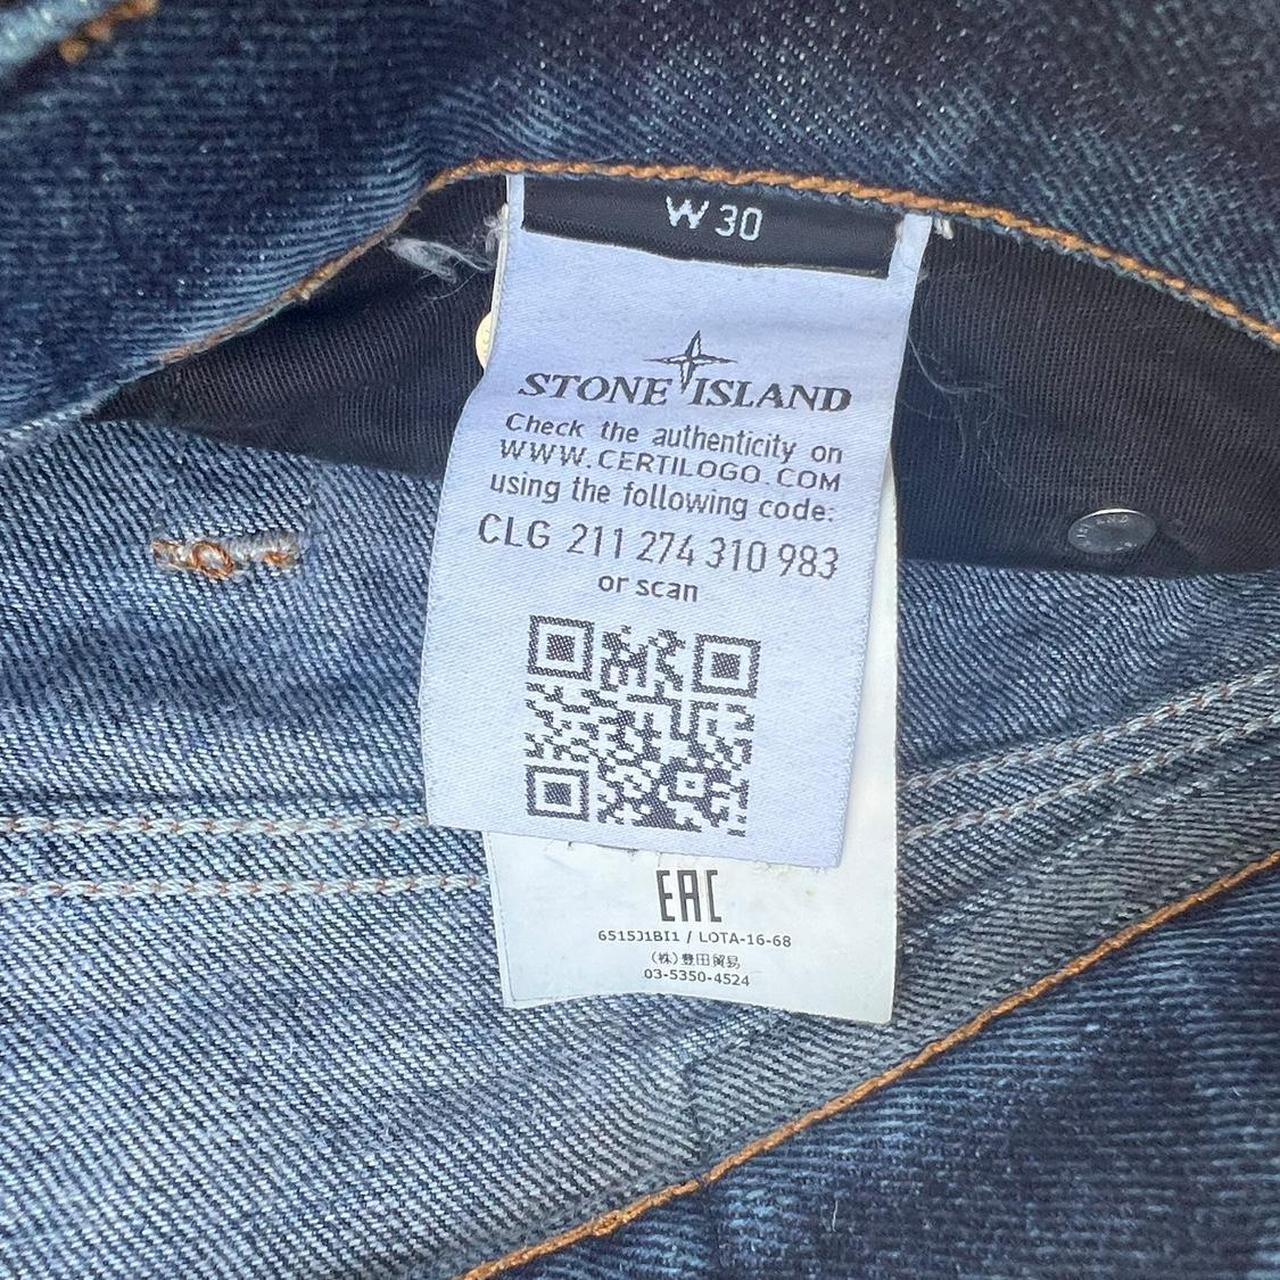 W 30
STONE ISLAND
Check the authenticity on
WWW.CERTILOGO.COM
using the following code:
CLG 211 274 310 983
or scan
EAC
6515J1BI1 / LOTA-16-68
(株)豊田貿易
03-5350-4524